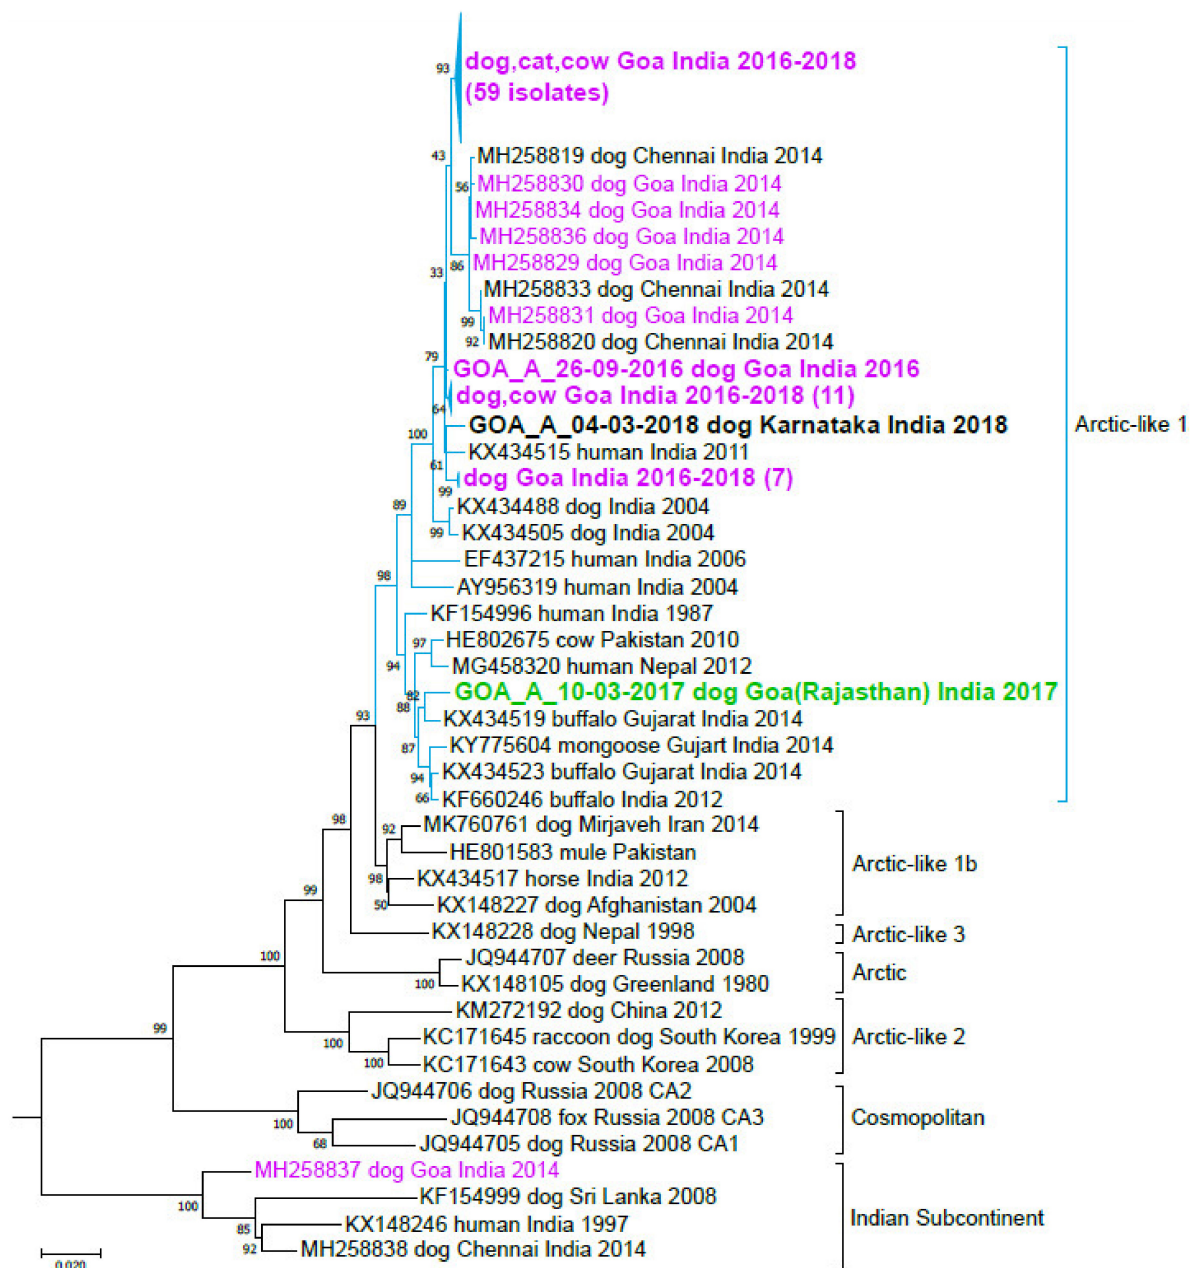 dog,cat,cow Goa India 2016-2018
(59 isolates)
93
43
MH258819 dog Chennai India 2014
56
MH258830 dog Goa India 2014
MH258834 dog Goa India 2014
MH258836 dog Goa India 2014
33
86
MH258829 dog Goa India 2014
MH258833 dog Chennai India 2014
99
MH258831 dog Goa India 2014
92
MH258820 dog Chennai India 2014
79
GOA_A_26-09-2016 dog Goa India 2016
64
dog,cow Goa India 2016-2018 (11)
GOA_A_04-03-2018 dog Karnataka India 2018
Arctic-like 1
100
KX434515 human India 2011
61
dog Goa India 2016-2018 (7)
99
89
KX434488 dog India 2004
99
KX434505 dog India 2004
EF437215 human India 2006
98
AY956319 human India 2004
KF154996 human India 1987
97
HE802675 cow Pakistan 2010
94
MG458320 human Nepal 2012
82
GOA_A_10-03-2017 dog Goa(Rajasthan) India 2017
88
93
KX434519 buffalo Gujarat India 2014
87
KY775604 mongoose Gujart India 2014
94
KX434523 buffalo Gujarat India 2014
66
KF660246 buffalo India 2012
98
92
MK760761 dog Mirjaveh Iran 2014
HE801583 mule Pakistan
Arctic-like 1b
98
KX434517 horse India 2012
99
50
KX148227 dog Afghanistan 2004
KX148228 dog Nepal 1998
Arctic-like 3
100
JQ944707 deer Russia 2008
Arctic
100
KX148105 dog Greenland 1980
KM272192 dog China 2012
99
100
KC171645 raccoon dog South Korea 1999
Arctic-like 2
100
KC171643 cow South Korea 2008
JQ944706 dog Russia 2008 CA2
100
JQ944708 fox Russia 2008 CA3
Cosmopolitan
68
JQ944705 dog Russia 2008 CA1
MH258837 dog Goa India 2014
100
KF154999 dog Sri Lanka 2008
85
KX148246 human India 1997
Indian Subcontinent
92
MH258838 dog Chennai India 2014
0.020